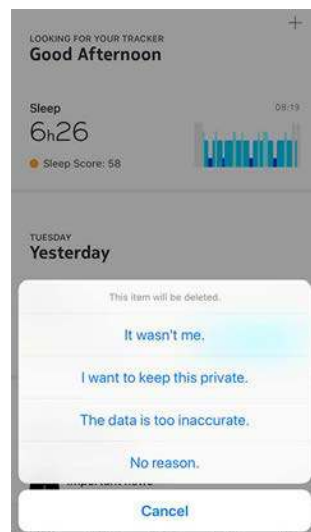 LOOKING FOR YOUR TRACKER
Good Afternoon
Sleep
08:19
6h26
Sleep Score: 58
TUESDAY
Yesterday
This item will be deleted.
It wasn't me.
I want to keep this private.
The data is too inaccurate.
No reason.
Cancel